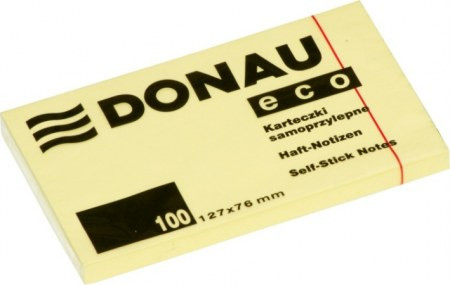 DONAU
eco
Karteczki
samoprzylepne
Haft-Notizen
Self-Stick Notes
100 127x76 mm